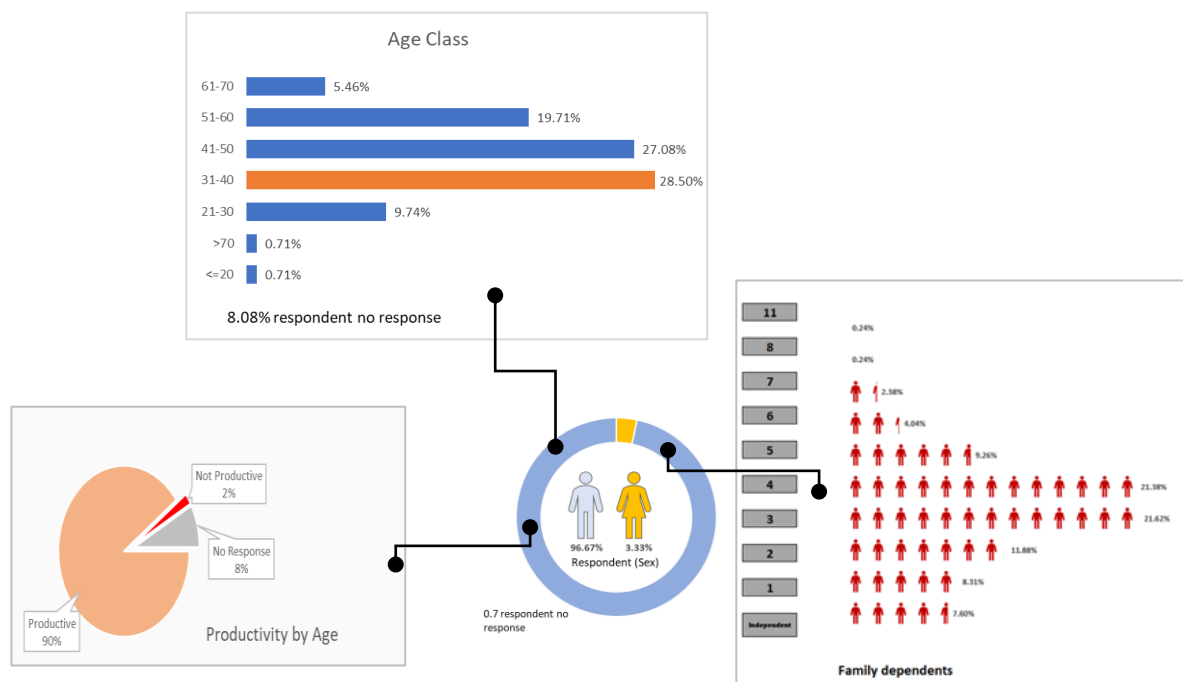 Age Class
61-70 5.46%
51-60 19.71%
41-50 27.08%
31-40 28.50%
21-30 9.74%
>70 0.71%
<=20 0.71%
8.08% respondent no response
Not Productive
2%
No Response
8%
Productive
90%
Productivity by Age
96.67% 3.33%
Respondent (Sex)
0.7 respondent no
response
11 0.24%
8 0.24%
7 2.38%
6 4.04%
5 9.26%
4 21.38%
3 21.62%
2 11.88%
1 8.31%
Independent 7.60%
Family dependents